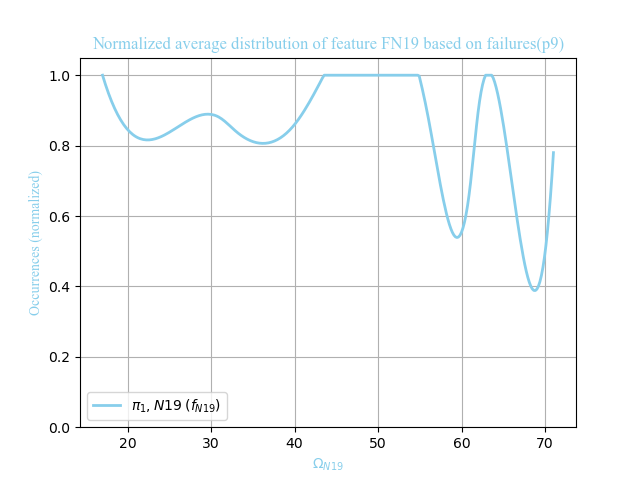 Normalized average distribution of feature FN19 based on failures(p9)
Occurrences (normalized)
1.0
0.8
0.6
0.4
0.2
0.0
π₁, N19 (f_N19)
20 30 40 50 60 70
Ω_N19